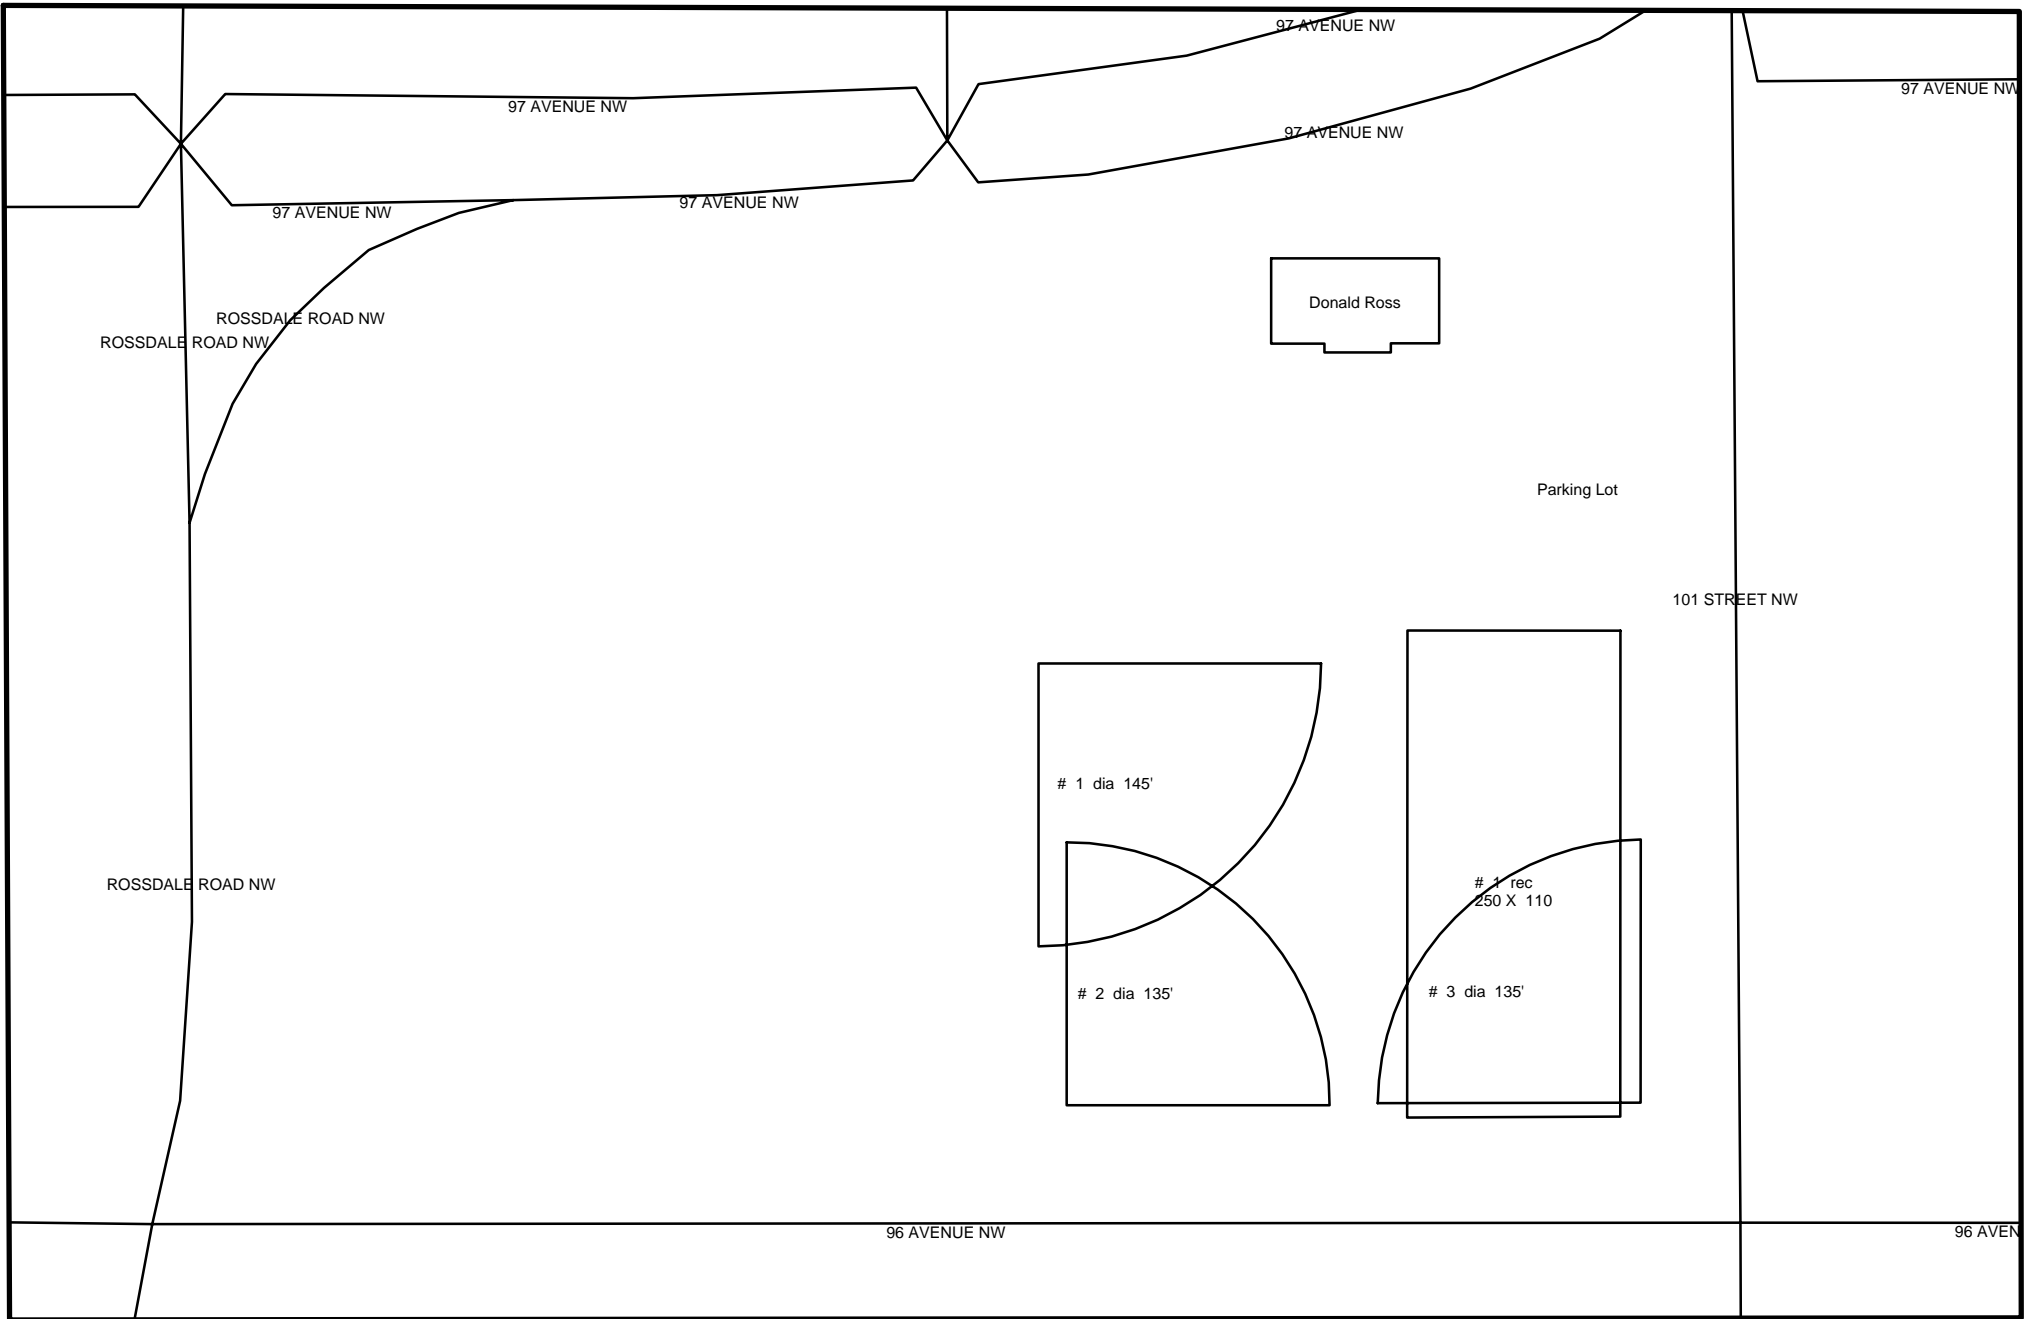 97 AVENUE NW
97 AVENUE NW
97 AVENUE NW
97 AVENUE NW
97 AVENUE NW
97 AVENUE NW
Donald Ross
ROSSDALE ROAD NW
ROSSDALE ROAD NW
Parking Lot
101 STREET NW
# 1 dia 145'
ROSSDALE ROAD NW
# 1 rec
250 X 110
# 2 dia 135'
# 3 dia 135'
96 AVENUE NW
96 AVEN